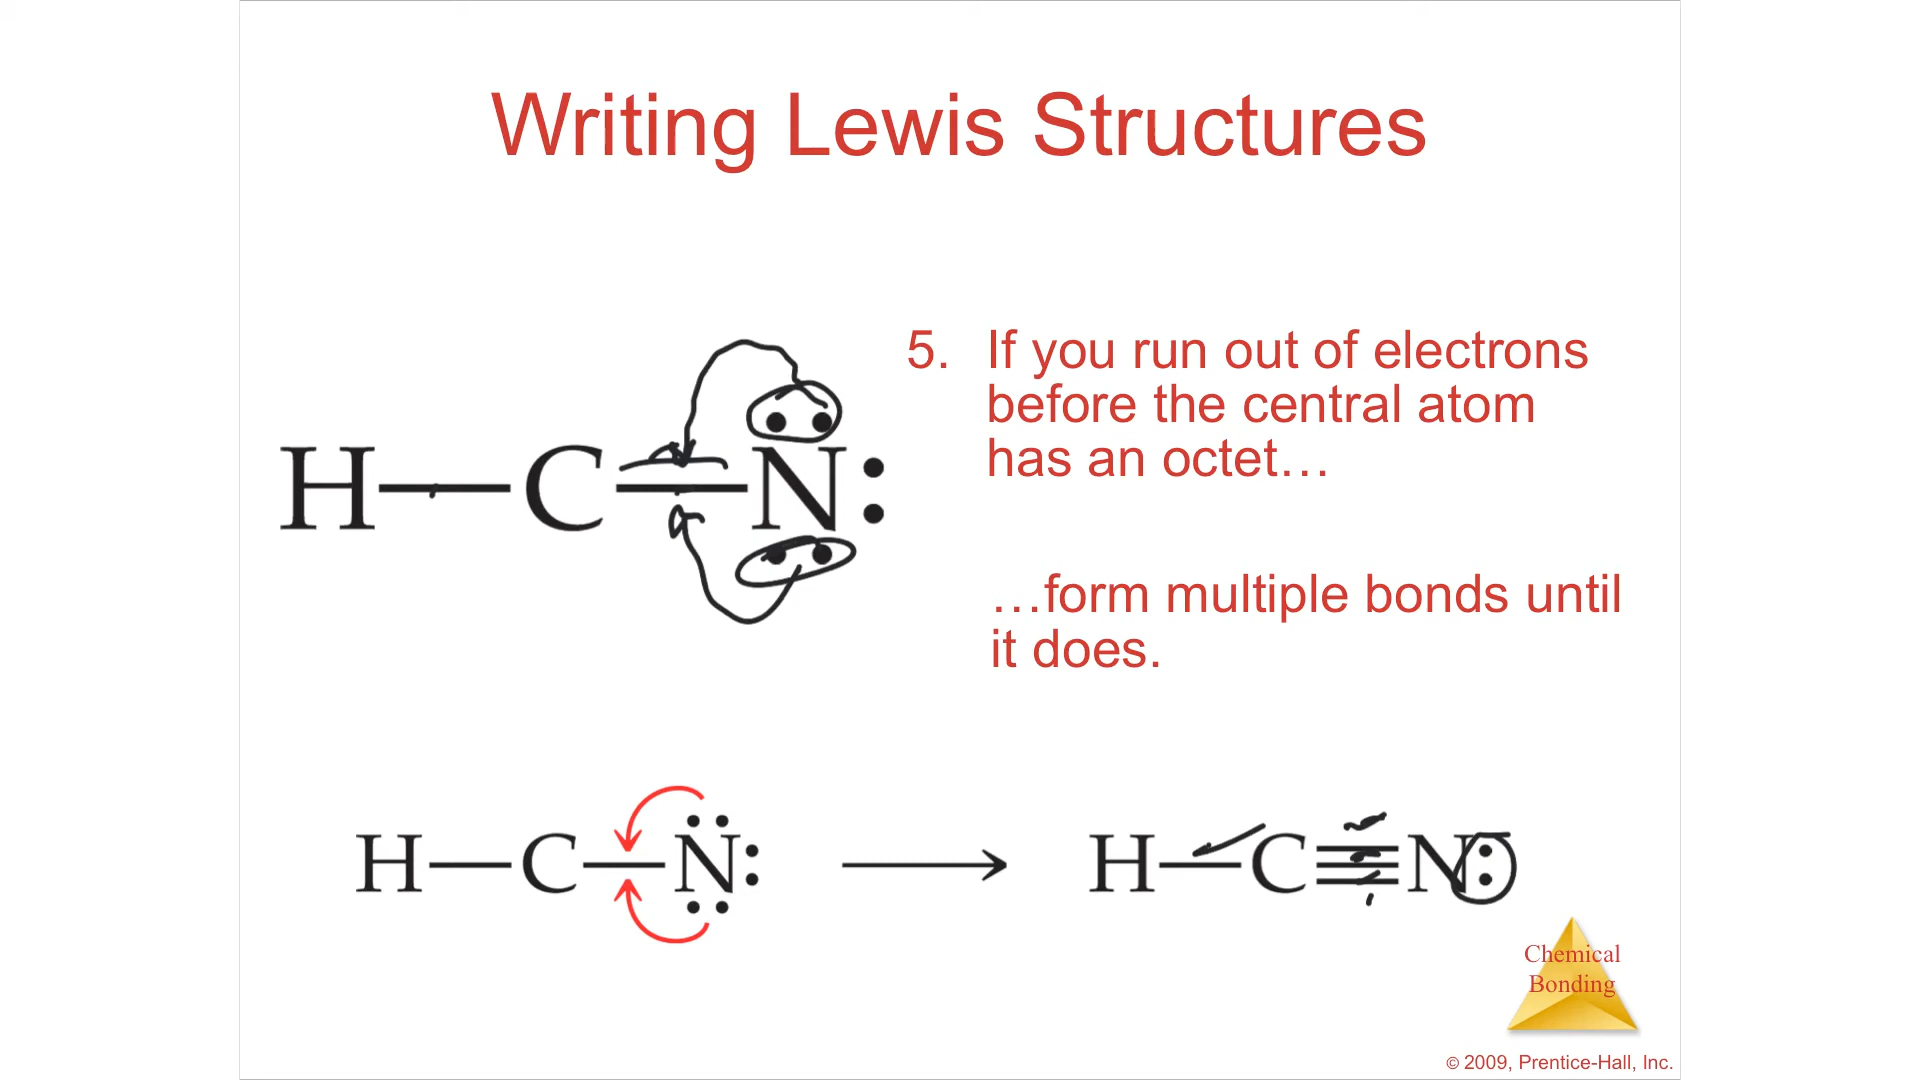 Writing Lewis Structures
5. If you run out of electrons
before the central atom
has an octet…
H—C—N:
…form multiple bonds until
it does.
H—C—N: → H—C≡N:
Chemical
Bonding
© 2009, Prentice-Hall, Inc.